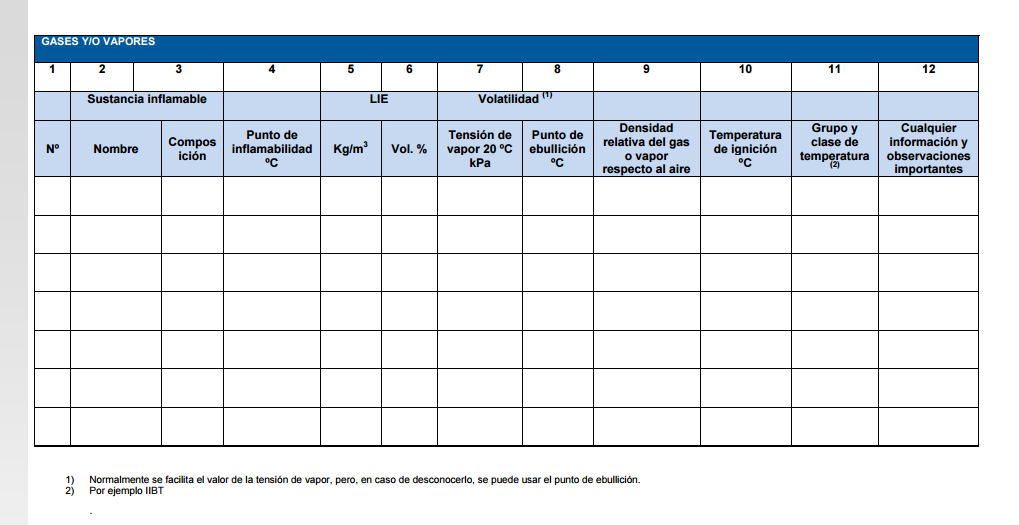 GASES Y/O VAPORES
1 2 3 4 5 6 7 8 9 10 11 12
Sustancia inflamable LIE Volatilidad (1)
Nº Nombre Compos
ición Punto de
inflamabilidad
ºC Kg/m3 Vol. % Tensión de
vapor 20 ºC
kPa Punto de
ebullición
ºC Densidad
relativa del gas
o vapor
respecto al aire Temperatura
de ignición
ºC Grupo y
clase de
temperatura
(2) Cualquier
información y
observaciones
importantes
1) Normalmente se facilita el valor de la tensión de vapor, pero, en caso de desconocerlo, se puede usar el punto de ebullición.
2) Por ejemplo IIBT
.